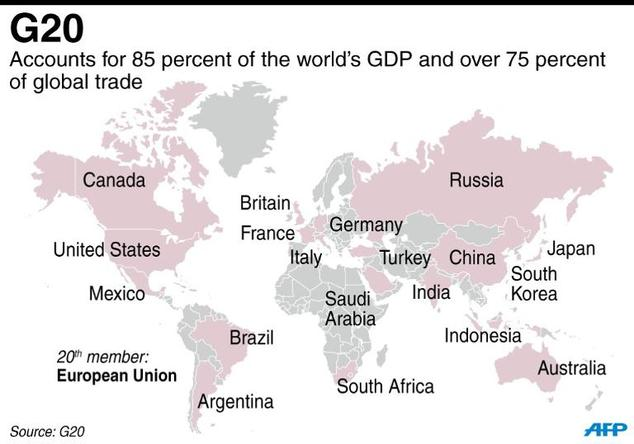 G20
Accounts for 85 percent of the world's GDP and over 75 percent
of global trade
Canada
Russia
Britain
Germany
France
United States
Italy
Turkey
China
Japan
South
Korea
Mexico
India
Saudi
Arabia
Brazil
Indonesia
20th member:
European Union
Australia
South Africa
Argentina
Source: G20
AFP